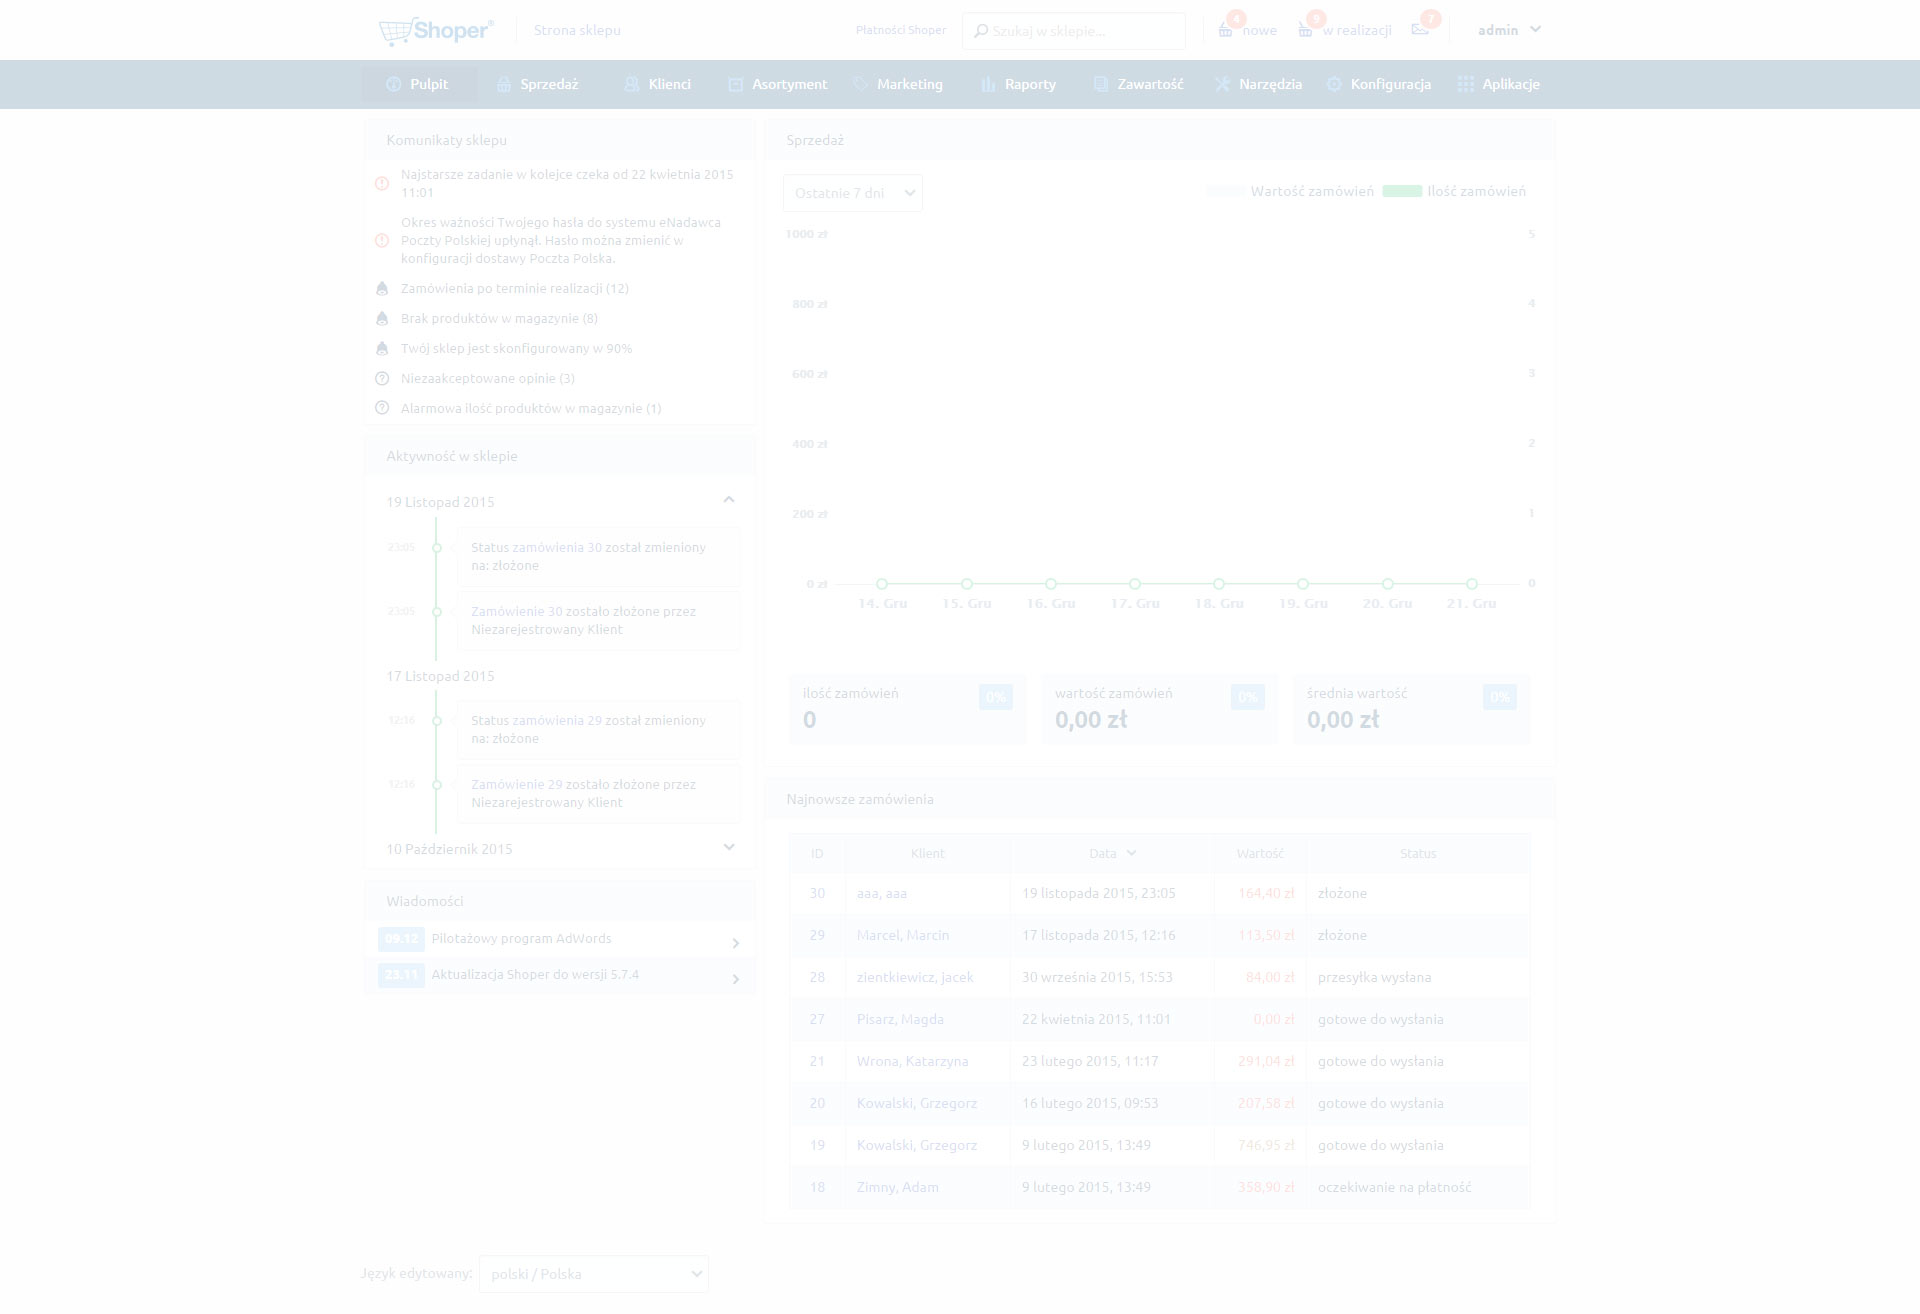 Shoper®
Strona sklepu
Płatności Shoper
Szukaj w sklepie...
4
nowe
9
w realizacji
7
admin
Pulpit
Sprzedaż
Klienci
Asortyment
Marketing
Raporty
Zawartość
Narzędzia
Konfiguracja
Aplikacje
Komunikaty sklepu
Najstarsze zadanie w kolejce czeka od 22 kwietnia 2015
11:01
Okres ważności Twojego hasła do systemu eNadawca
Poczty Polskiej upłynął. Hasło można zmienić w
konfiguracji dostawy Poczta Polska.
Zamówienia po terminie realizacji (12)
Brak produktów w magazynie (8)
Twój sklep jest skonfigurowany w 90%
Niezaakceptowane opinie (3)
Alarmowa ilość produktów w magazynie (1)
Aktywność w sklepie
19 Listopad 2015
23:05
Status zamówienia 30 został zmieniony
na: złożone
23:05
Zamówienie 30 zostało złożone przez
Niezarejestrowany Klient
17 Listopad 2015
12:16
Status zamówienia 29 został zmieniony
na: złożone
12:16
Zamówienie 29 zostało złożone przez
Niezarejestrowany Klient
10 Październik 2015
Wiadomości
09.12 Pilotażowy program AdWords
23.11 Aktualizacja Shoper do wersji 5.7.4
Sprzedaż
Ostatnie 7 dni
Wartość zamówień
Ilość zamówień
1000 zł 5
800 zł 4
600 zł 3
400 zł 2
200 zł 1
0 zł 0
14. Gru 15. Gru 16. Gru 17. Gru 18. Gru 19. Gru 20. Gru 21. Gru
ilość zamówień 0%
0
wartość zamówień 0%
0,00 zł
średnia wartość 0%
0,00 zł
Najnowsze zamówienia
ID Klient Data Wartość Status
30 aaa, aaa 19 listopada 2015, 23:05 164,40 zł złożone
29 Marcel, Marcin 17 listopada 2015, 12:16 113,50 zł złożone
28 zientkiewicz, jacek 30 września 2015, 15:53 84,00 zł przesyłka wysłana
27 Pisarz, Magda 22 kwietnia 2015, 11:01 0,00 zł gotowe do wysłania
21 Wrona, Katarzyna 23 lutego 2015, 11:17 291,04 zł gotowe do wysłania
20 Kowalski, Grzegorz 16 lutego 2015, 09:53 207,58 zł gotowe do wysłania
19 Kowalski, Grzegorz 9 lutego 2015, 13:49 746,95 zł gotowe do wysłania
18 Zimny, Adam 9 lutego 2015, 13:49 358,90 zł oczekiwanie na płatność
Język edytowany: polski / Polska